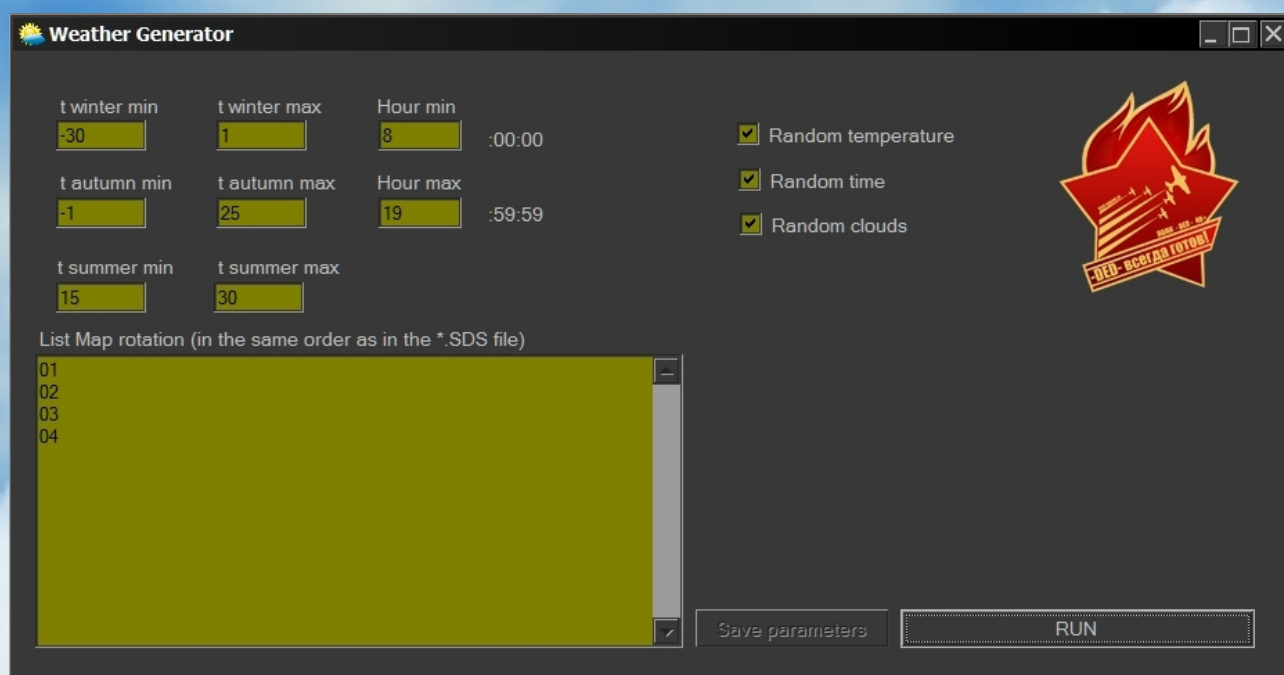 Weather Generator
t winter min t winter max Hour min
-30 1 8 :00:00
t autumn min t autumn max Hour max
-1 25 19 :59:59
t summer min t summer max
15 30
Random temperature
Random time
Random clouds
-DED- всегда готов!
List Map rotation (in the same order as in the *.SDS file)
01
02
03
04
Save parameters RUN